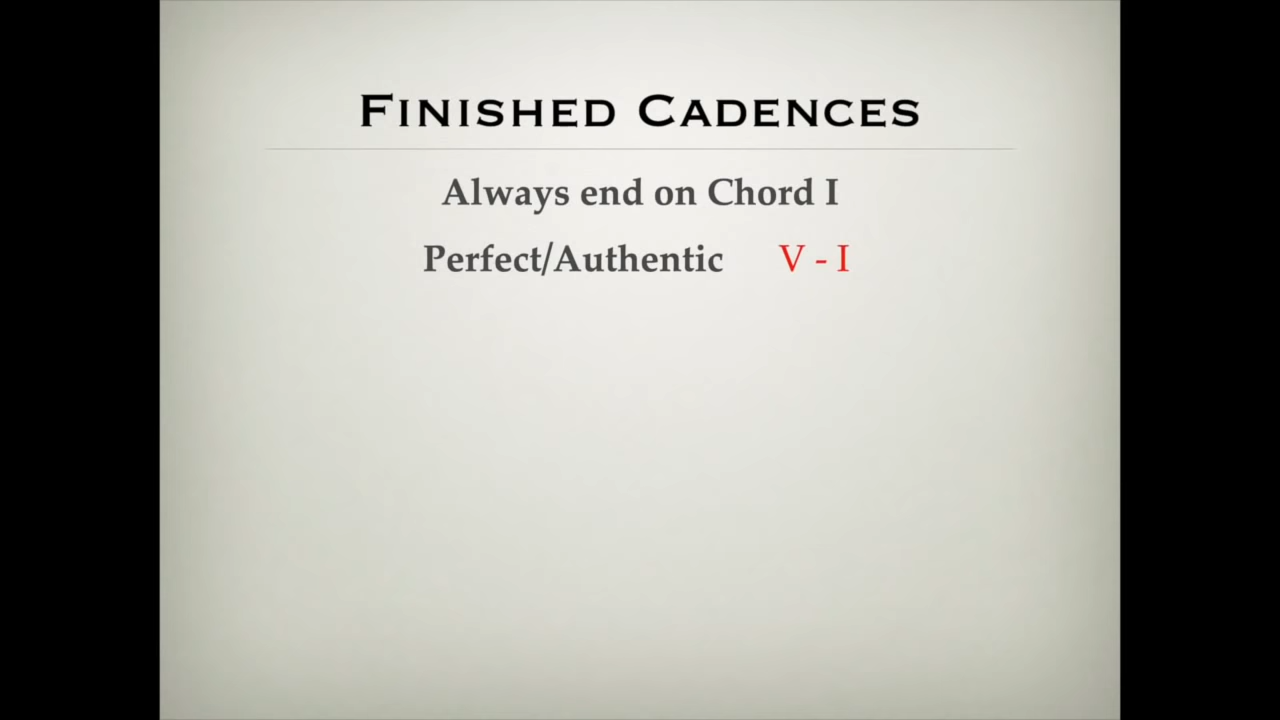 Finished Cadences
Always end on Chord I
Perfect/Authentic V - I